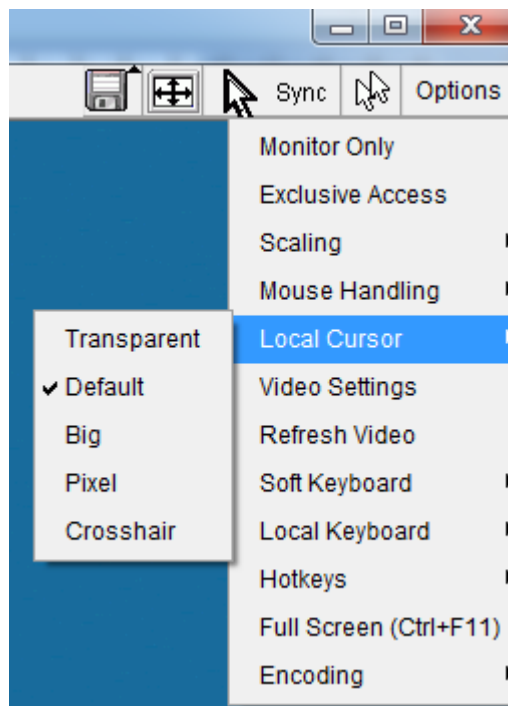 Sync Options
Monitor Only
Exclusive Access
Scaling
Mouse Handling
Local Cursor
Video Settings
Refresh Video
Soft Keyboard
Local Keyboard
Hotkeys
Full Screen (Ctrl+F11)
Encoding
Transparent
Default
Big
Pixel
Crosshair